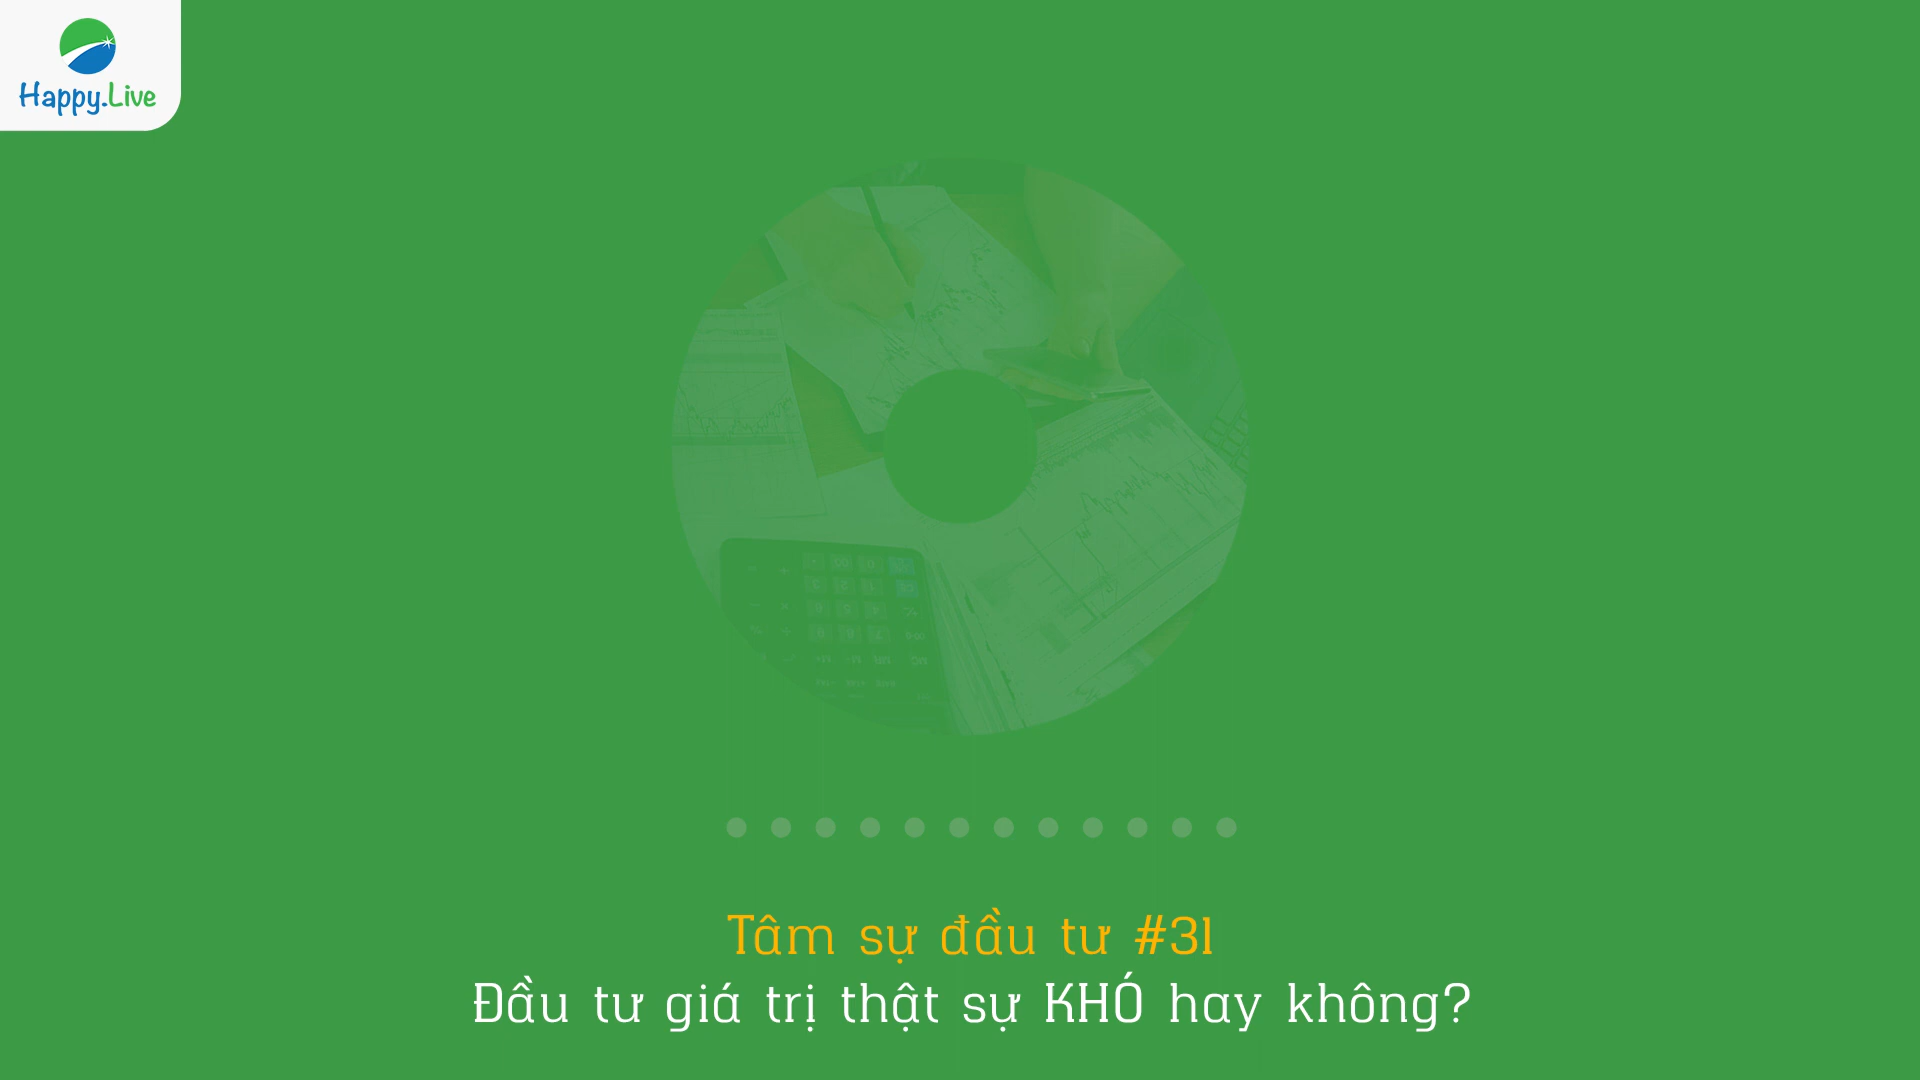 Happy.Live
Tâm sự đầu tư #31
Đầu tư giá trị thật sự KHÓ hay không?